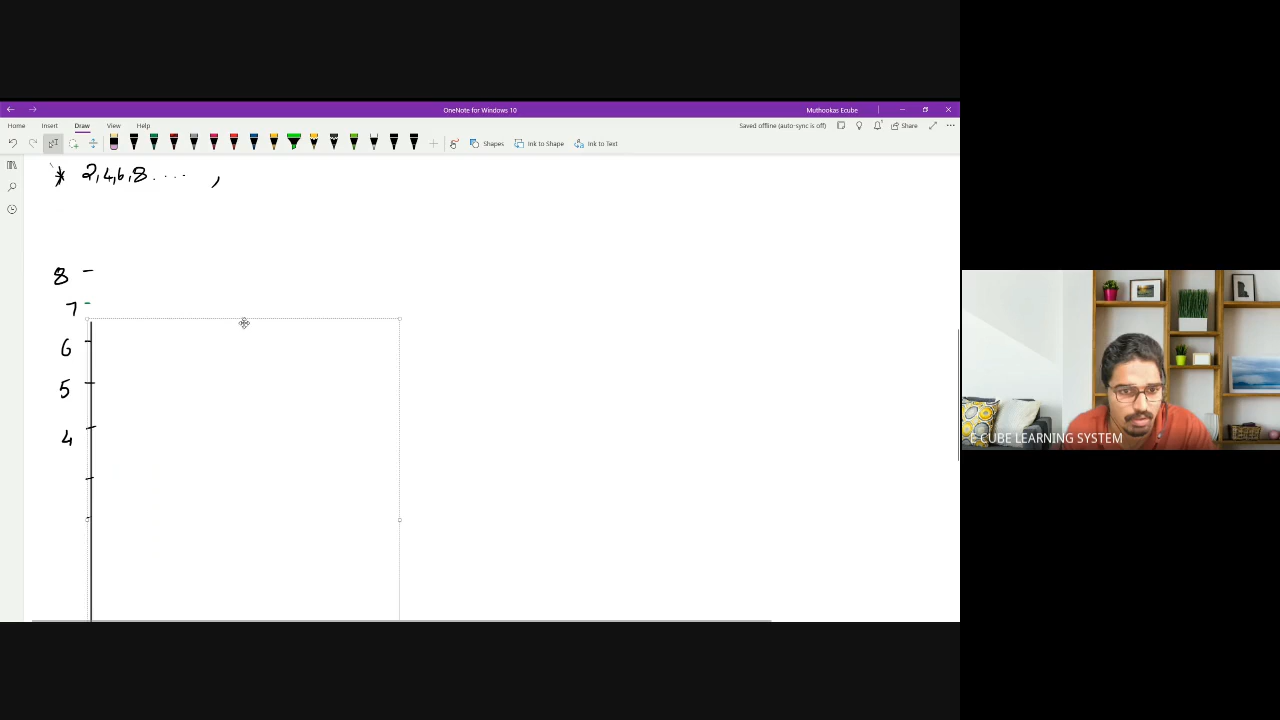 OneNote for Windows 10
Muthookas Ecube
Home Insert Draw View Help
Saved offline (auto-sync is off)
Share
Shapes
Ink to Shape
Ink to Text
* 2,4,6,8.... ,
8
7
6
5
4
E CUBE LEARNING SYSTEM